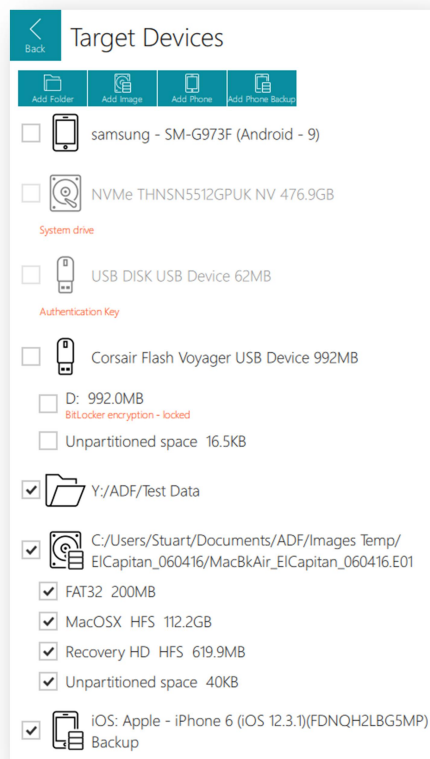 Back
Target Devices
Add Folder
Add Image
Add Phone
Add Phone Backup
samsung - SM-G973F (Android - 9)
NVMe THNSN5512GPUK NV 476.9GB
System drive
USB DISK USB Device 62MB
Authentication Key
Corsair Flash Voyager USB Device 992MB
D: 992.0MB
BitLocker encryption - locked
Unpartitioned space 16.5KB
Y:/ADF/Test Data
C:/Users/Stuart/Documents/ADF/Images Temp/
ElCapitan_060416/MacBkAir_ElCapitan_060416.E01
FAT32 200MB
MacOSX HFS 112.2GB
Recovery HD HFS 619.9MB
Unpartitioned space 40KB
iOS: Apple - iPhone 6 (iOS 12.3.1)(FDNQH2LBG5MP)
Backup